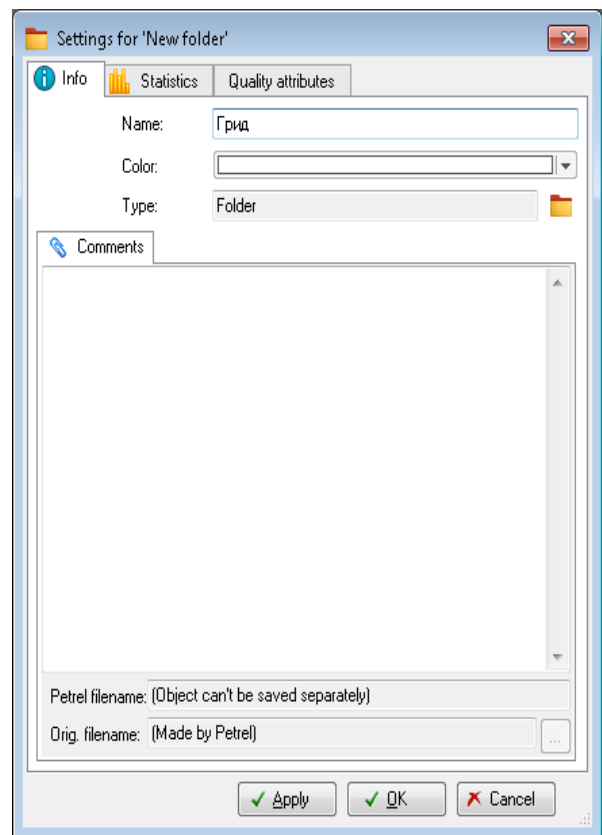 Settings for 'New folder'
Info Statistics Quality attributes
Name: Грид
Color:
Type: Folder
Comments
Petrel filename: (Object can't be saved separately)
Orig. filename: (Made by Petrel) ...
Apply OK Cancel